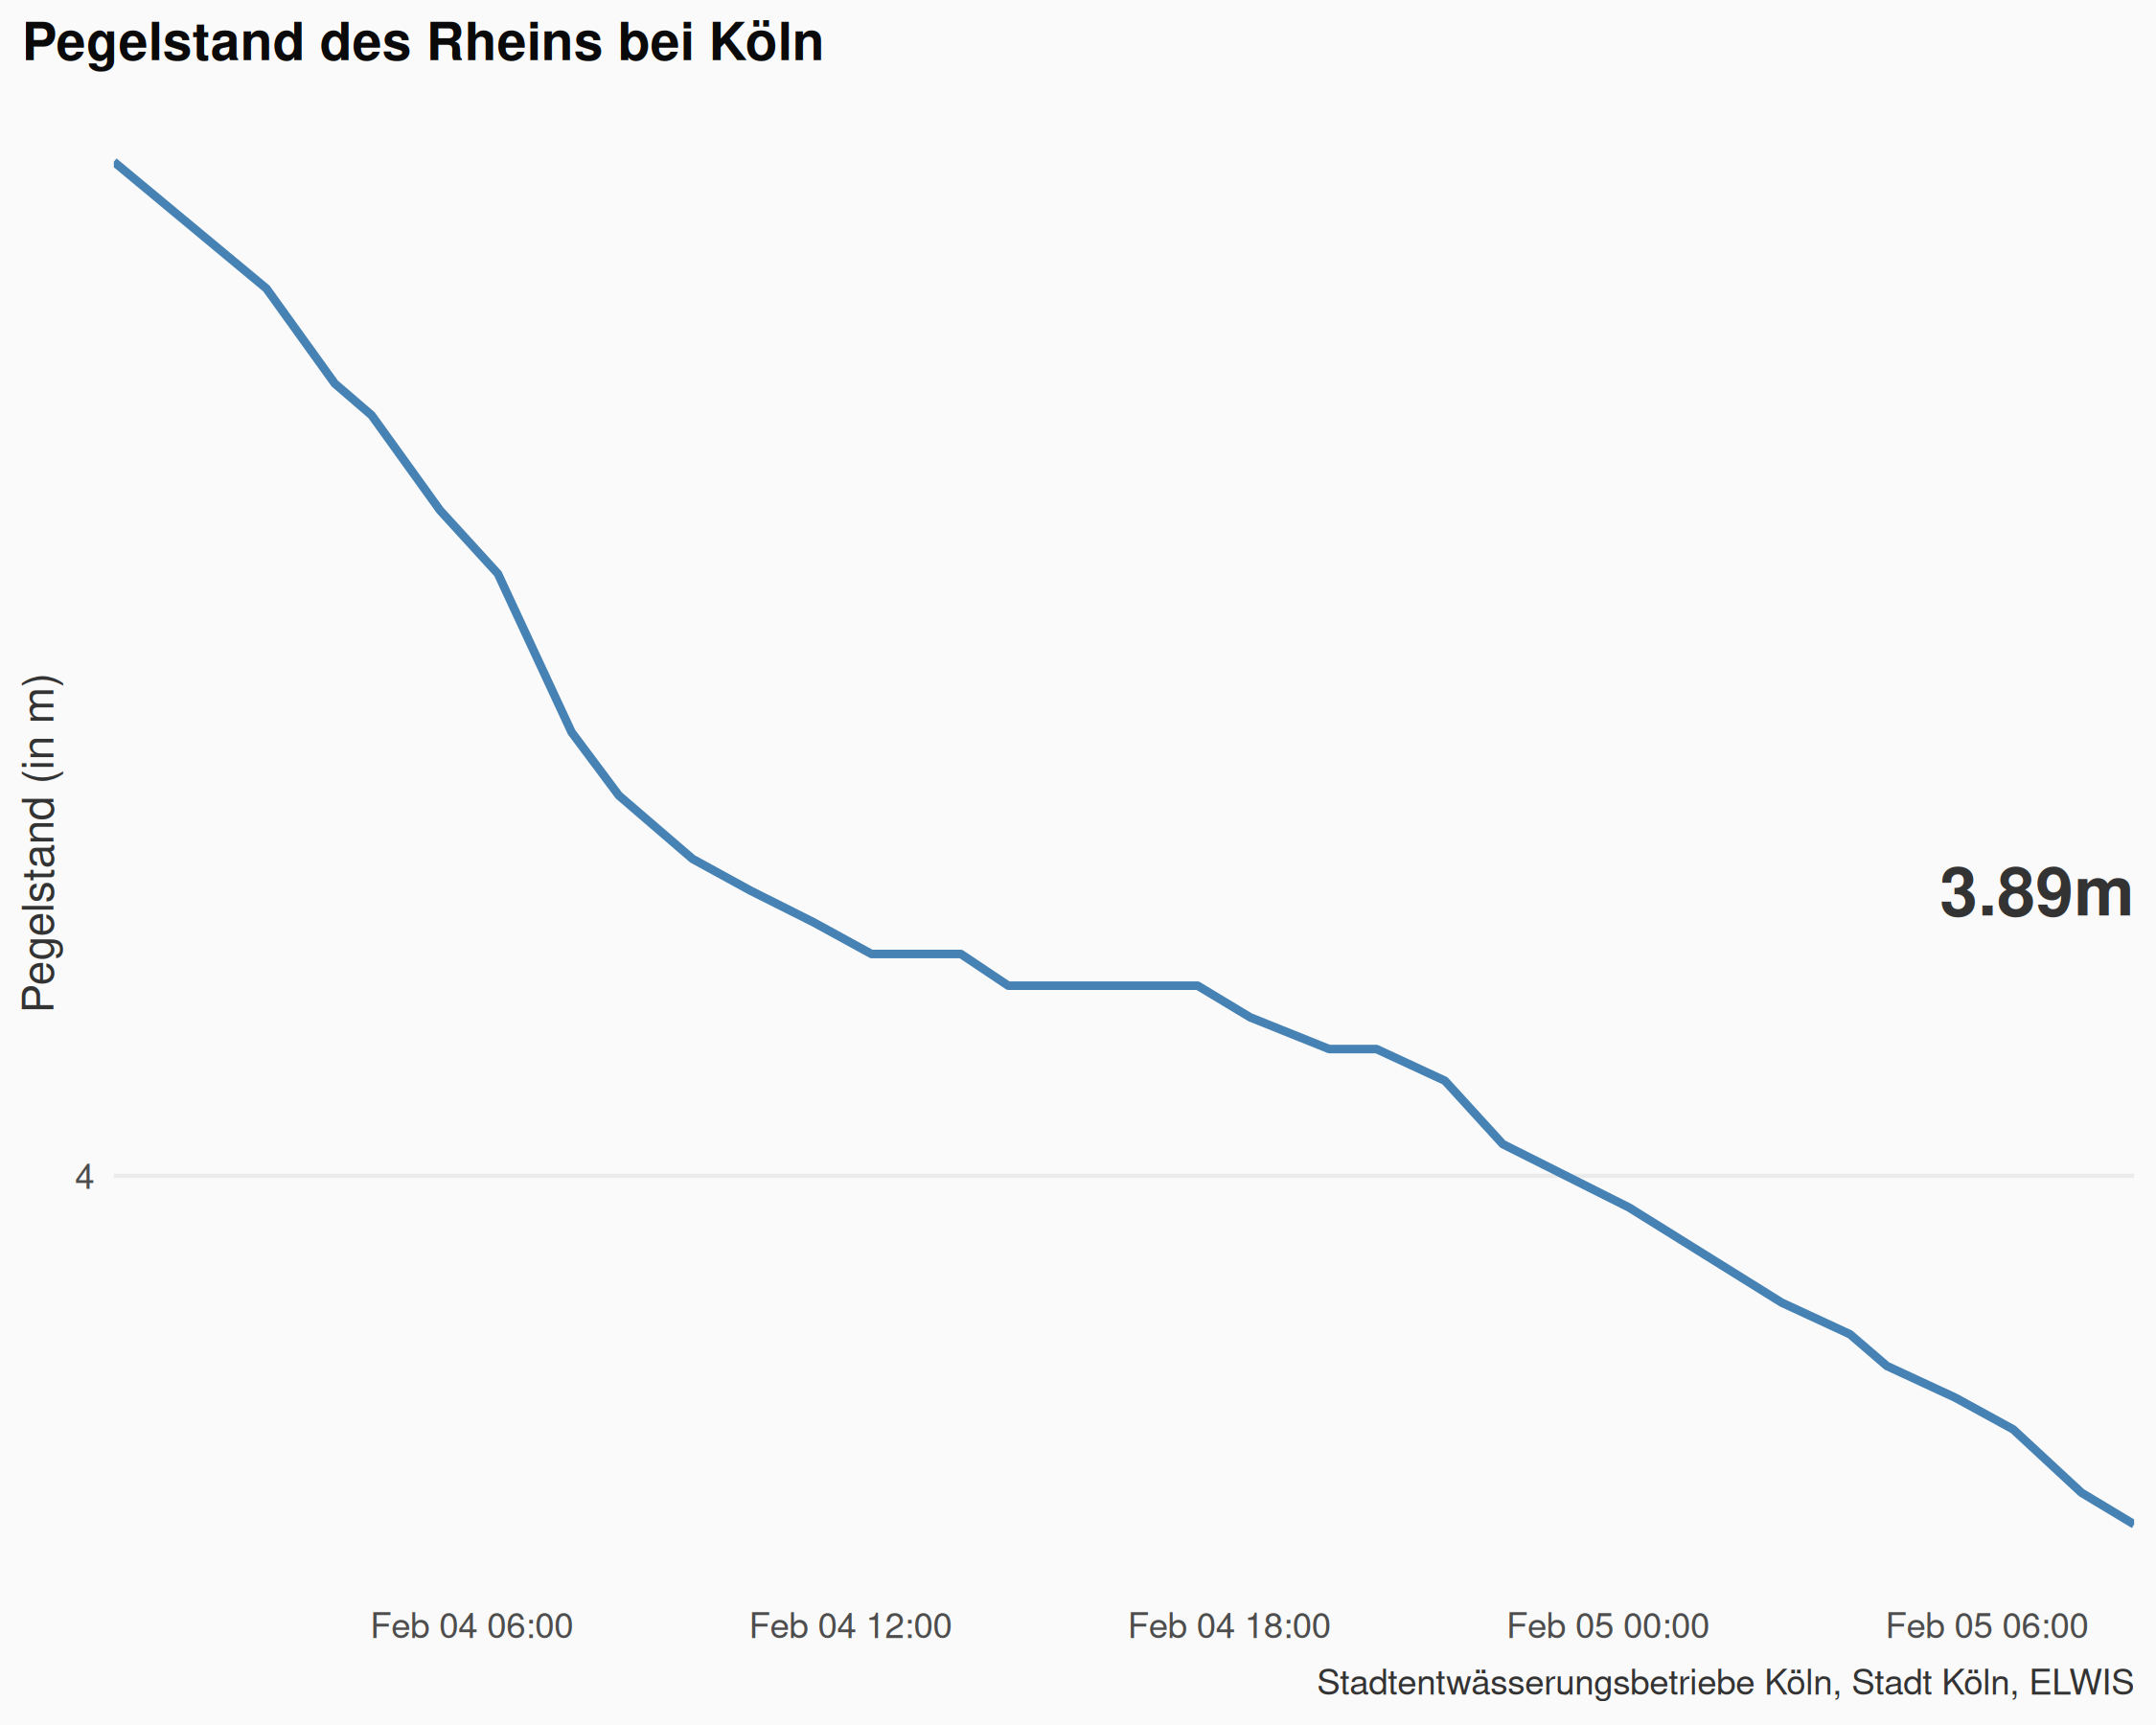 Pegelstand des Rheins bei Köln
Pegelstand (in m)
3.89m
4
Feb 04 06:00
Feb 04 12:00
Feb 04 18:00
Feb 05 00:00
Feb 05 06:00
Stadtentwässerungsbetriebe Köln, Stadt Köln, ELWIS